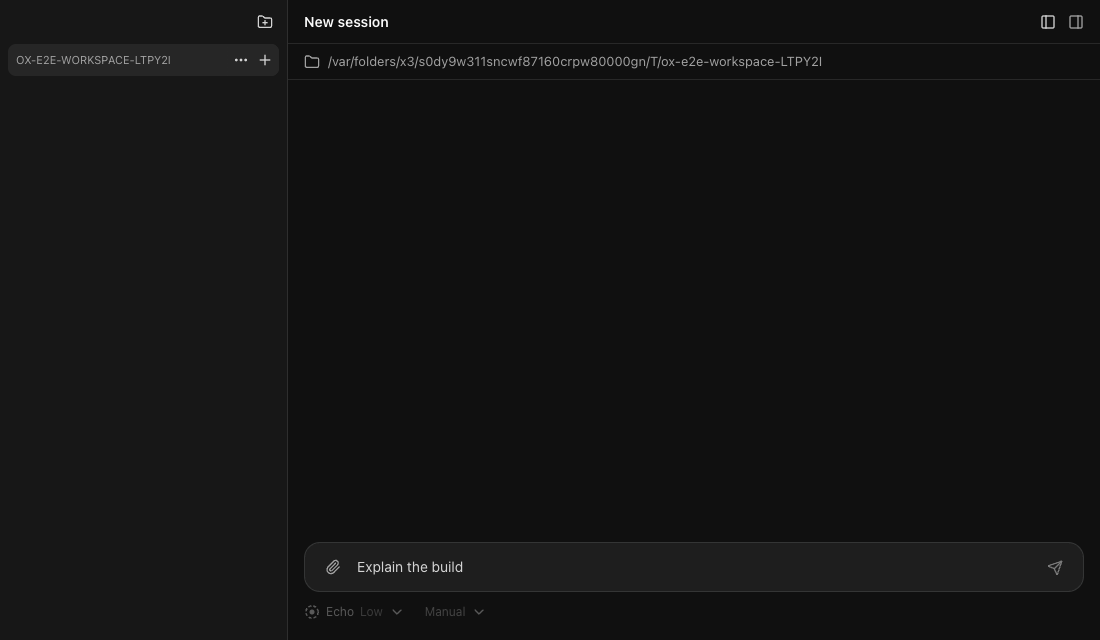 New session
OX-E2E-WORKSPACE-LTPY2I
/var/folders/x3/s0dy9w311sncwf87160crpw80000gn/T/ox-e2e-workspace-LTPY2I
Explain the build
Echo Low Manual